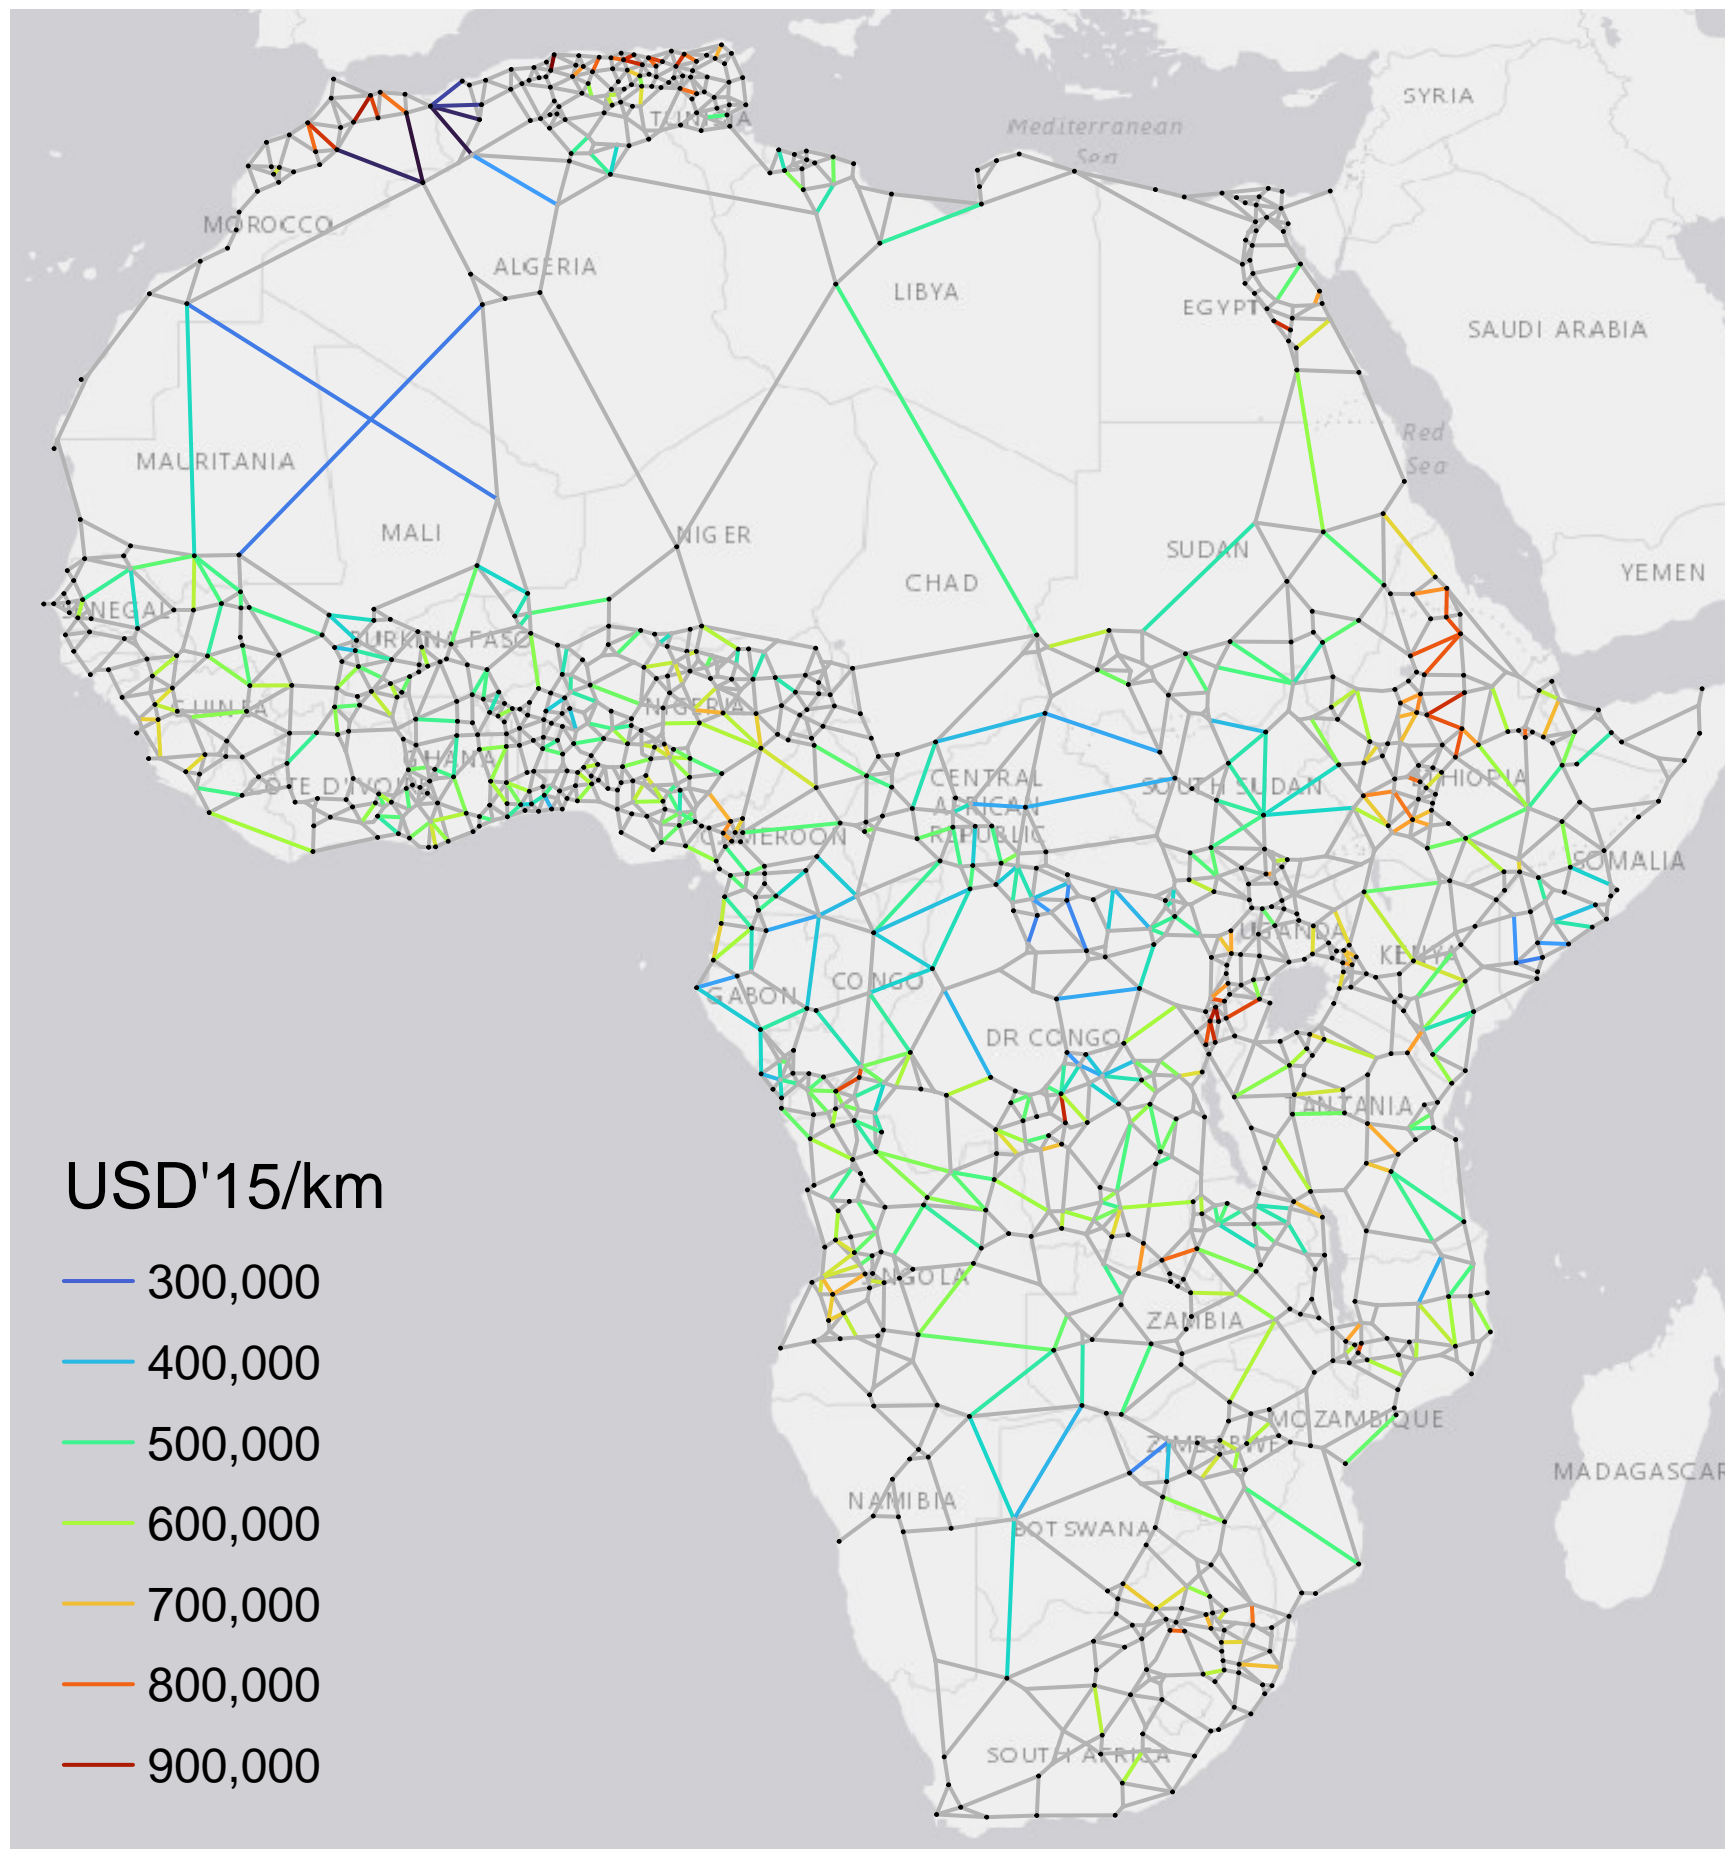 SYRIA
Mediterranean
Sea
TUNISIA
MOROCCO
ALGERIA
LIBYA
EGYPT
SAUDI ARABIA
Red
Sea
MAURITANIA
MALI
NIGER
SUDAN
CHAD
YEMEN
SENEGAL
BURKINA FASO
GUINEA
NIGERIA
GHANA
CÔTE D'IVOIRE
CENTRAL
AFRICAN
REPUBLIC
SOUTH SUDAN
ETHIOPIA
CAMEROON
SOMALIA
UGANDA
KENYA
GABON
CONGO
DR CONGO
TANZANIA
USD'15/km
300,000
400,000
500,000
600,000
700,000
800,000
900,000
ANGOLA
ZAMBIA
MOZAMBIQUE
ZIMBABWE
MADAGASCAR
NAMIBIA
BOTSWANA
SOUTH AFRICA